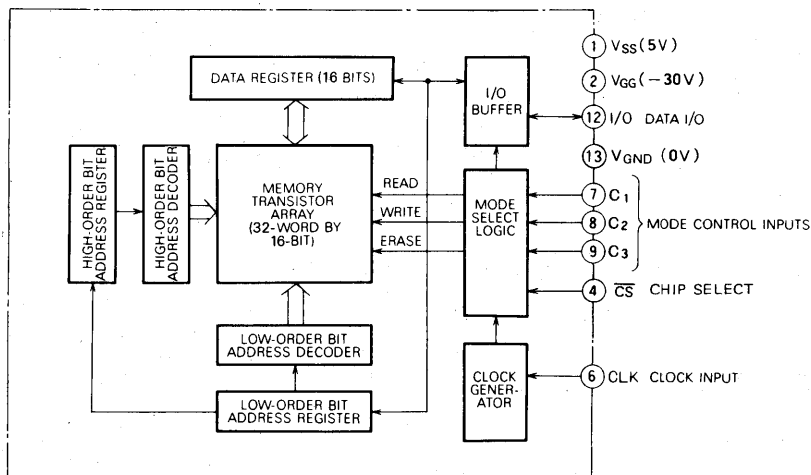 DATA REGISTER (16 BITS)
I/O
BUFFER
1 VSS (5V)
2 VGG (−30V)
12 I/O DATA I/O
13 VGND (0V)
HIGH-ORDER BIT
ADDRESS REGISTER
HIGH-ORDER BIT
ADDRESS DECODER
MEMORY
TRANSISTOR
ARRAY
(32-WORD BY
16-BIT)
READ
WRITE
ERASE
MODE
SELECT
LOGIC
7 C1
8 C2
9 C3
MODE CONTROL INPUTS
4 C̅S̅ CHIP SELECT
LOW-ORDER BIT
ADDRESS DECODER
LOW-ORDER BIT
ADDRESS REGISTER
CLOCK
GENER-
ATOR
6 CLK CLOCK INPUT